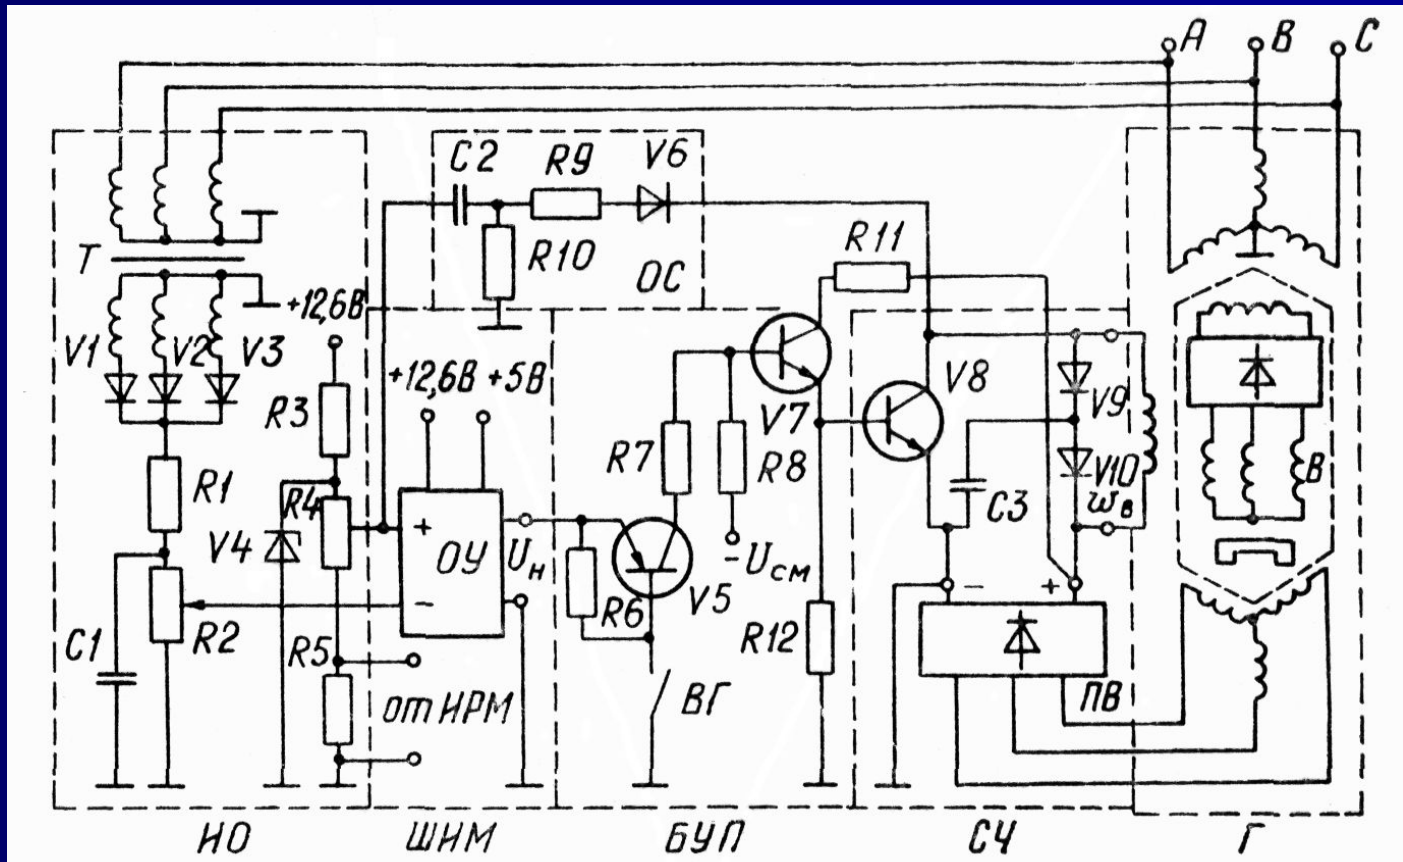 A B C
C2 R9 V6
R10
R11
T
OC
+12,6В
V1 V2 V3
+12,6В +5В
R3
V7
V8
V9
R1
R4
R7
R8
V10
C3
ωв
B
V4
+
ОУ
Uн
-
-Uсм
R6
V5
- +
C1
R2
R5
R12
от ИРМ
ВГ
ПВ
ИО ШИМ БУП СЧ Г